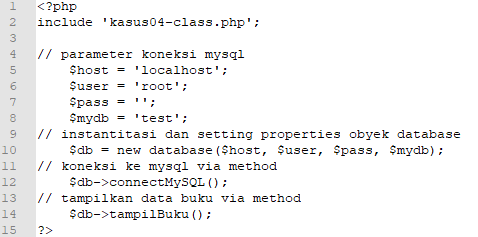 1 <?php
2 include 'kasus04-class.php';
3
4 // parameter koneksi mysql
5 $host = 'localhost';
6 $user = 'root';
7 $pass = '';
8 $mydb = 'test';
9 // instantitasi dan setting properties obyek database
10 $db = new database($host, $user, $pass, $mydb);
11 // koneksi ke mysql via method
12 $db->connectMySQL();
13 // tampilkan data buku via method
14 $db->tampilBuku();
15 ?>